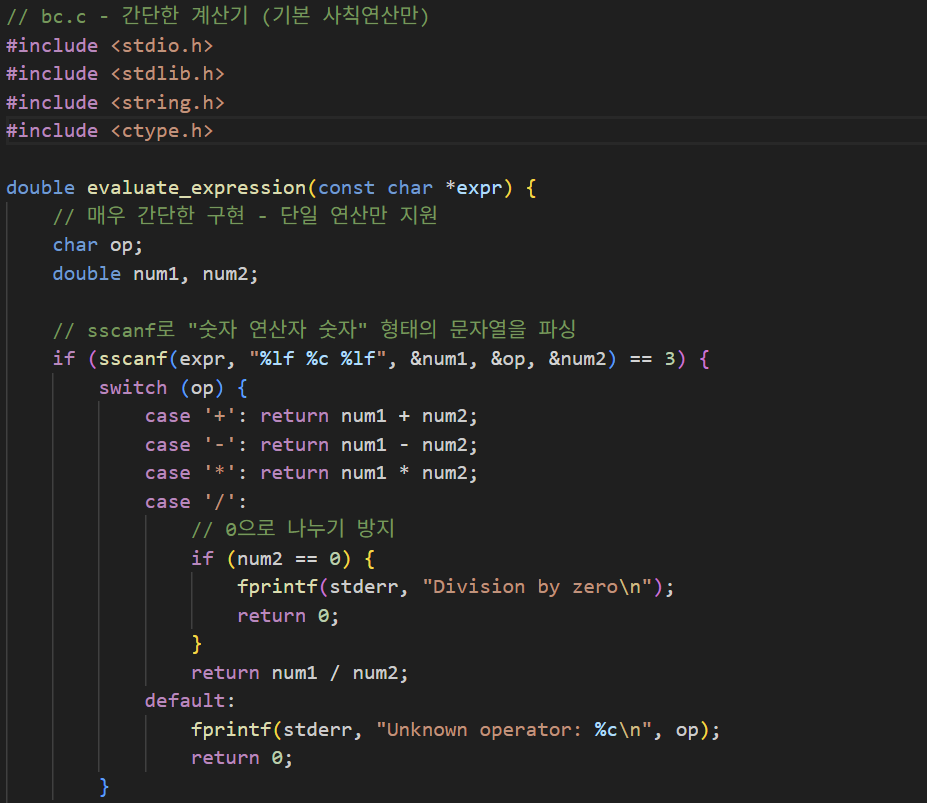 // bc.c - 간단한 계산기 (기본 사칙연산만)
#include <stdio.h>
#include <stdlib.h>
#include <string.h>
#include <ctype.h>

double evaluate_expression(const char *expr) {
    // 매우 간단한 구현 - 단일 연산만 지원
    char op;
    double num1, num2;

    // sscanf로 "숫자 연산자 숫자" 형태의 문자열을 파싱
    if (sscanf(expr, "%lf %c %lf", &num1, &op, &num2) == 3) {
        switch (op) {
            case '+': return num1 + num2;
            case '-': return num1 - num2;
            case '*': return num1 * num2;
            case '/':
                // 0으로 나누기 방지
                if (num2 == 0) {
                    fprintf(stderr, "Division by zero\n");
                    return 0;
                }
                return num1 / num2;
            default:
                fprintf(stderr, "Unknown operator: %c\n", op);
                return 0;
        }